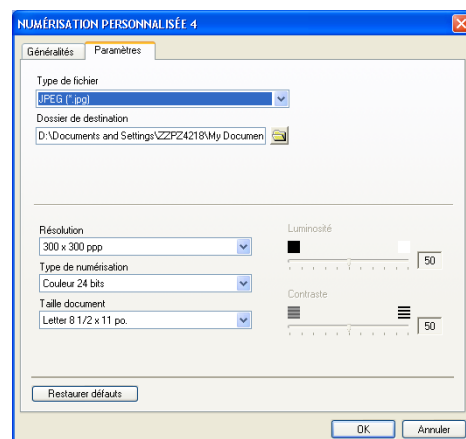 NUMÉRISATION PERSONNALISÉE 4
Généralités
Paramètres
Type de fichier
JPEG (*.jpg)
Dossier de destination
D:\Documents and Settings\ZZPZ4218\My Documen
Résolution
300 x 300 ppp
Type de numérisation
Couleur 24 bits
Taille document
Letter 8 1/2 x 11 po.
Luminosité
50
Contraste
50
Restaurer défauts
OK
Annuler